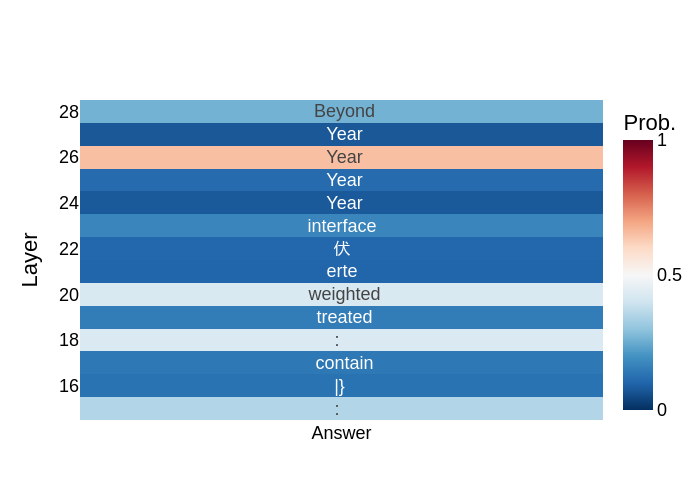 28 Beyond
Year
26 Year
Year
24 Year
interface
22 伏
erte
20 weighted
treated
18 :
contain
16 |}
:
Answer
Layer
Prob.
1
0.5
0